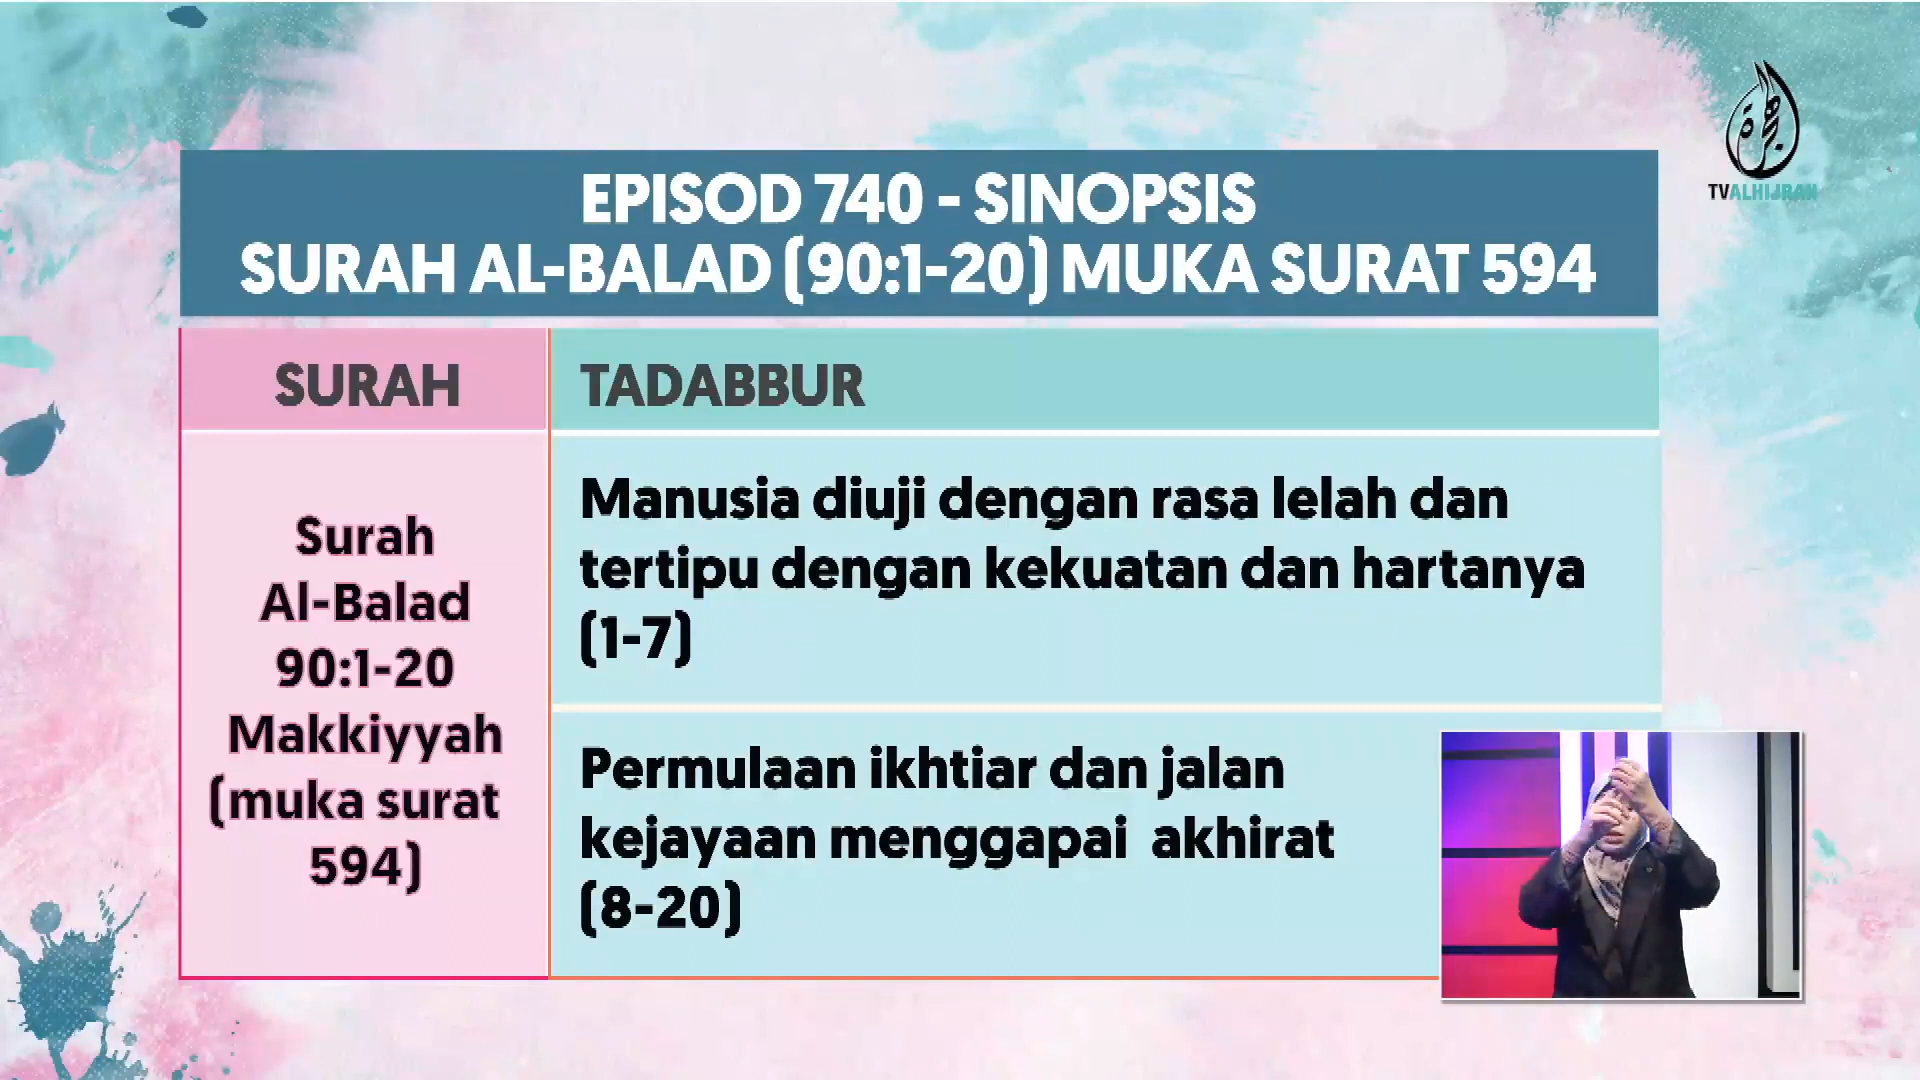 EPISOD 740 - SINOPSIS
SURAH AL-BALAD (90:1-20) MUKA SURAT 594
هجرة
TVALHIJRAH
SURAH
TADABBUR
Surah
Al-Balad
90:1-20
Makkiyyah
(muka surat
594)
Manusia diuji dengan rasa lelah dan
tertipu dengan kekuatan dan hartanya
(1-7)
Permulaan ikhtiar dan jalan
kejayaan menggapai akhirat
(8-20)